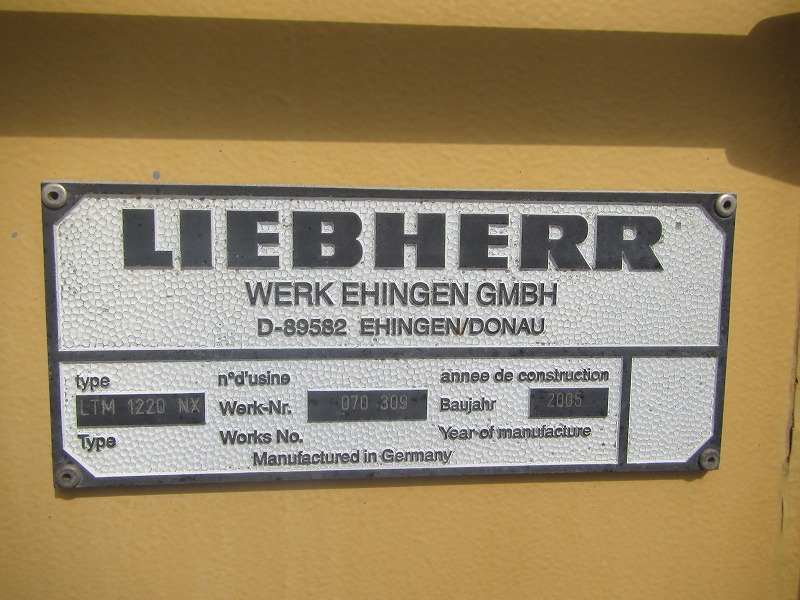 LIEBHERR
WERK EHINGEN GMBH
D-89582 EHINGEN/DONAU
type n°d'usine annee de construction
LTM 1220 NX Werk-Nr. 070 309 Baujahr 2005
Type Works No. Year of manufacture
Manufactured in Germany